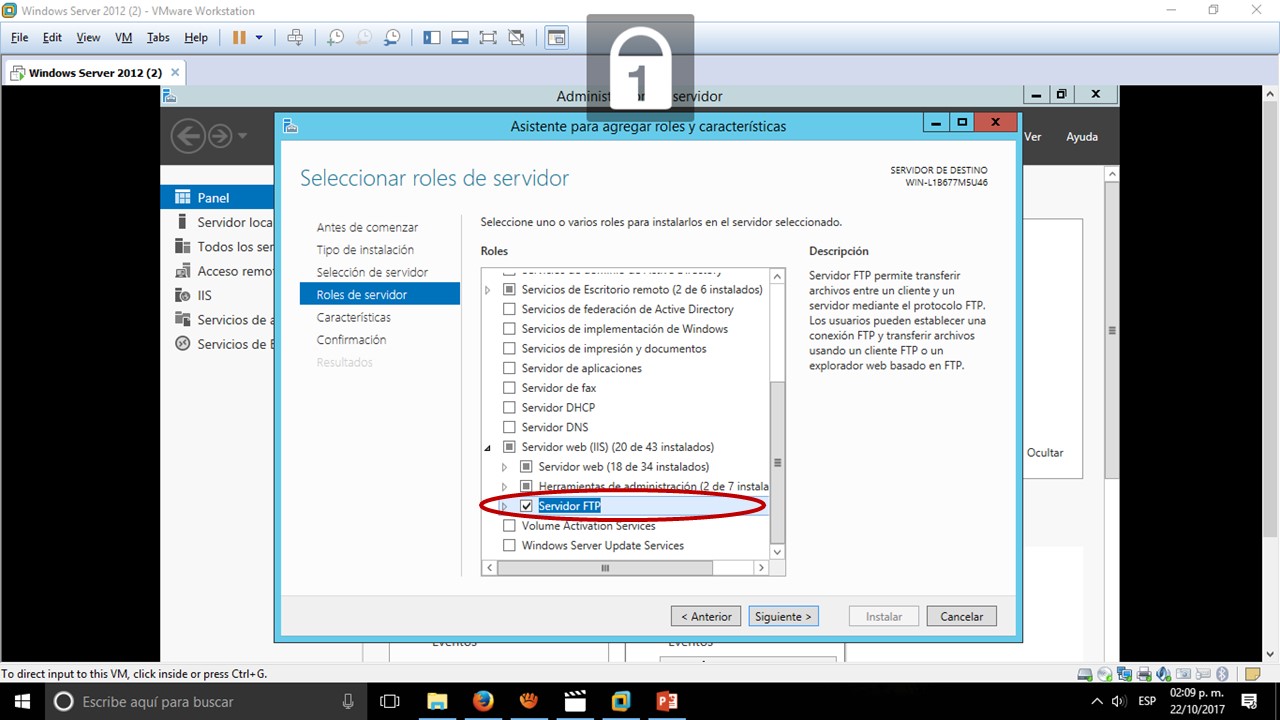 Windows Server 2012 (2) - VMware Workstation
File Edit View VM Tabs Help
1
Windows Server 2012 (2)
Administ servidor
Asistente para agregar roles y características
Ver Ayuda
Seleccionar roles de servidor
SERVIDOR DE DESTINO
WIN-L1B677M5U46
Panel
Servidor loca
Todos los ser
Acceso remo
IIS
Servicios de a
Servicios de E
Antes de comenzar
Tipo de instalación
Selección de servidor
Roles de servidor
Características
Confirmación
Resultados
Seleccione uno o varios roles para instalarlos en el servidor seleccionado.
Roles
Servicios de dominio de Active Directory
Servicios de Escritorio remoto (2 de 6 instalados)
Servicios de federación de Active Directory
Servicios de implementación de Windows
Servicios de impresión y documentos
Servidor de aplicaciones
Servidor de fax
Servidor DHCP
Servidor DNS
Servidor web (IIS) (20 de 43 instalados)
Servidor web (18 de 34 instalados)
Herramientas de administración (2 de 7 instala
Servidor FTP
Volume Activation Services
Windows Server Update Services
Descripción
Servidor FTP permite transferir
archivos entre un cliente y un
servidor mediante el protocolo FTP.
Los usuarios pueden establecer una
conexión FTP y transferir archivos
usando un cliente FTP o un
explorador web basado en FTP.
Ocultar
< Anterior Siguiente > Instalar Cancelar
Eventos Eventos
To direct input to this VM, click inside or press Ctrl+G.
Escribe aquí para buscar
ESP
02:09 p. m.
22/10/2017